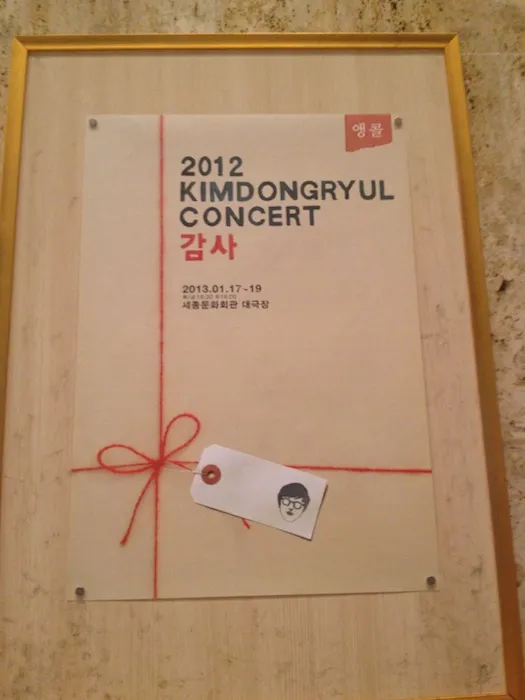 앵콜
2012
KIMDONGRYUL
CONCERT
감사
2013.01.17~19
세종문화회관 대극장